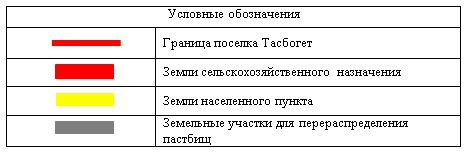 Условные обозначения
Граница поселка Тасбогет
Земли сельскохозяйственного назначения
Земли населенного пункта
Земельные участки для перераспределения
пастбищ